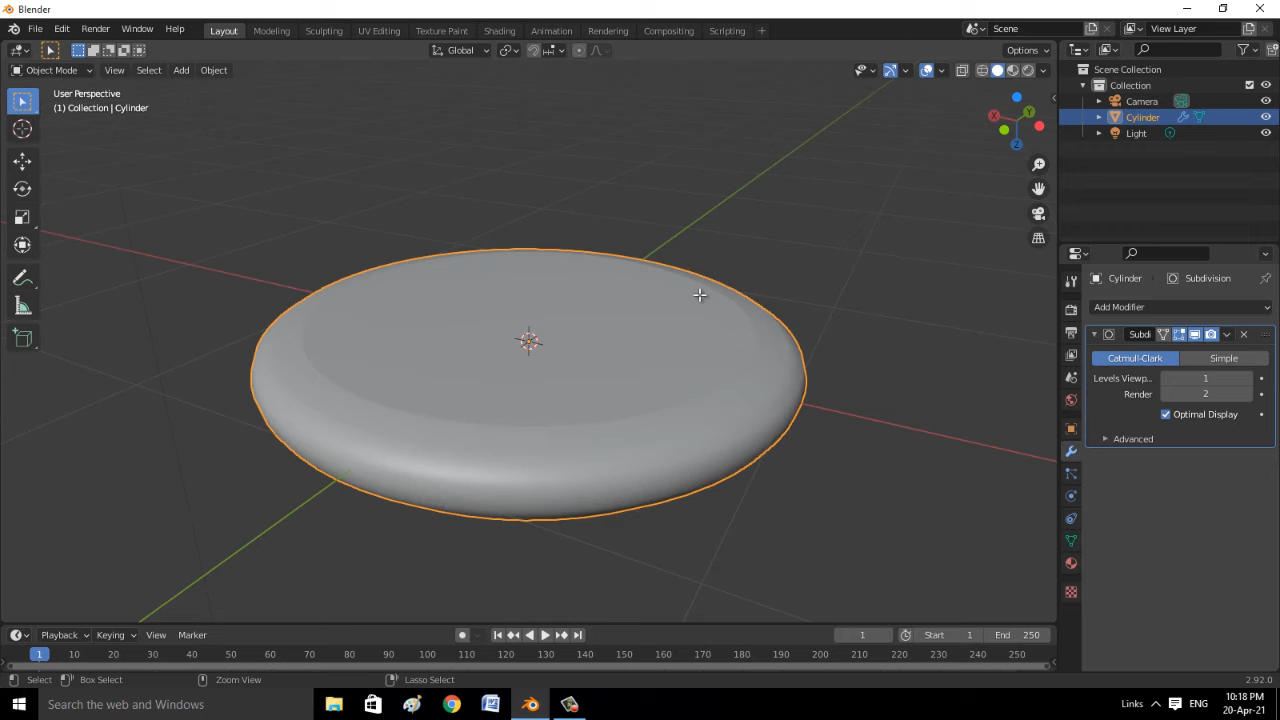 Blender
File Edit Render Window Help Layout Modeling Sculpting UV Editing Texture Paint Shading Animation Rendering Compositing Scripting + Scene View Layer
Global Options
Object Mode View Select Add Object
User Perspective
(1) Collection | Cylinder
X Y Z
Scene Collection
Collection
Camera
Cylinder
Light
Cylinder Subdivision
Add Modifier
Subdi
Catmull-Clark Simple
Levels Viewp... 1
Render 2
Optimal Display
Advanced
Playback Keying View Marker 1 Start 1 End 250
1 10 20 30 40 50 60 70 80 90 100 110 120 130 140 150 160 170 180 190 200 210 220 230 240 250
Select Box Select Zoom View Lasso Select 2.92.0
Search the web and Windows Links ENG 10:18 PM
20-Apr-21